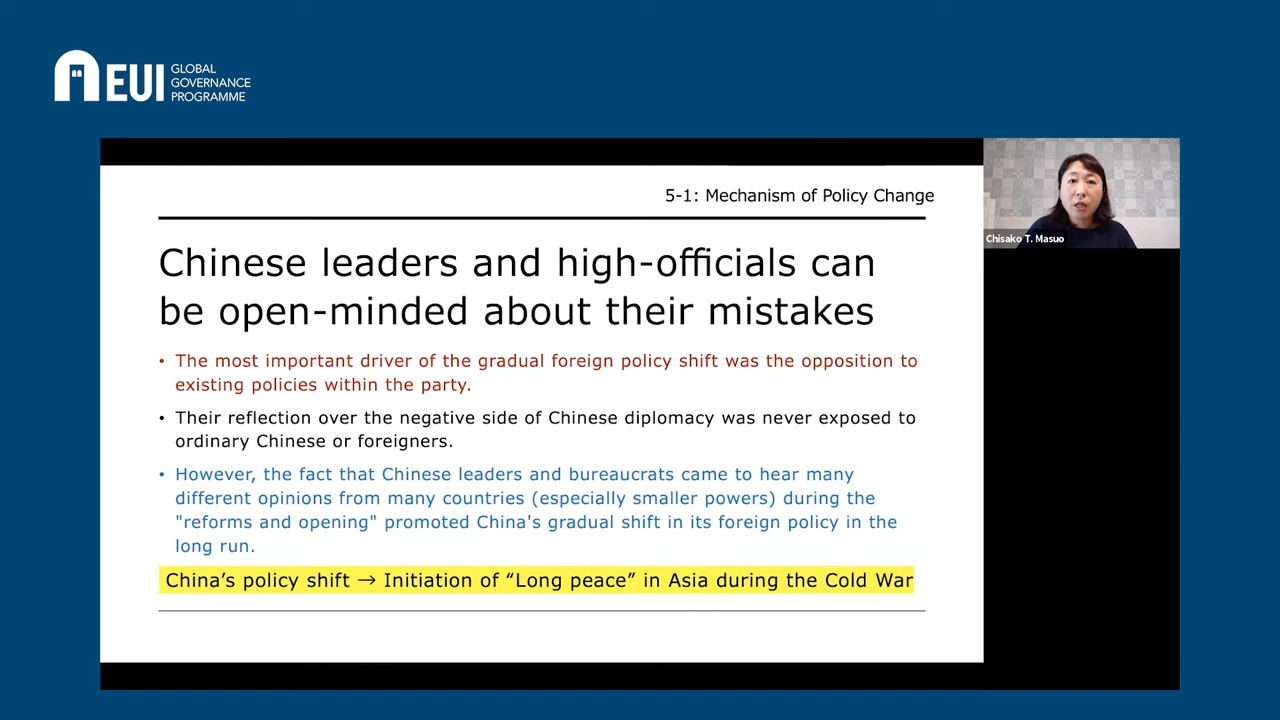 EUI
GLOBAL
GOVERNANCE
PROGRAMME
5-1: Mechanism of Policy Change
Chinese leaders and high-officials can
be open-minded about their mistakes
• The most important driver of the gradual foreign policy shift was the opposition to
existing policies within the party.
• Their reflection over the negative side of Chinese diplomacy was never exposed to
ordinary Chinese or foreigners.
• However, the fact that Chinese leaders and bureaucrats came to hear many
different opinions from many countries (especially smaller powers) during the
"reforms and opening" promoted China's gradual shift in its foreign policy in the
long run.
China’s policy shift → Initiation of “Long peace” in Asia during the Cold War
Chisako T. Masuo